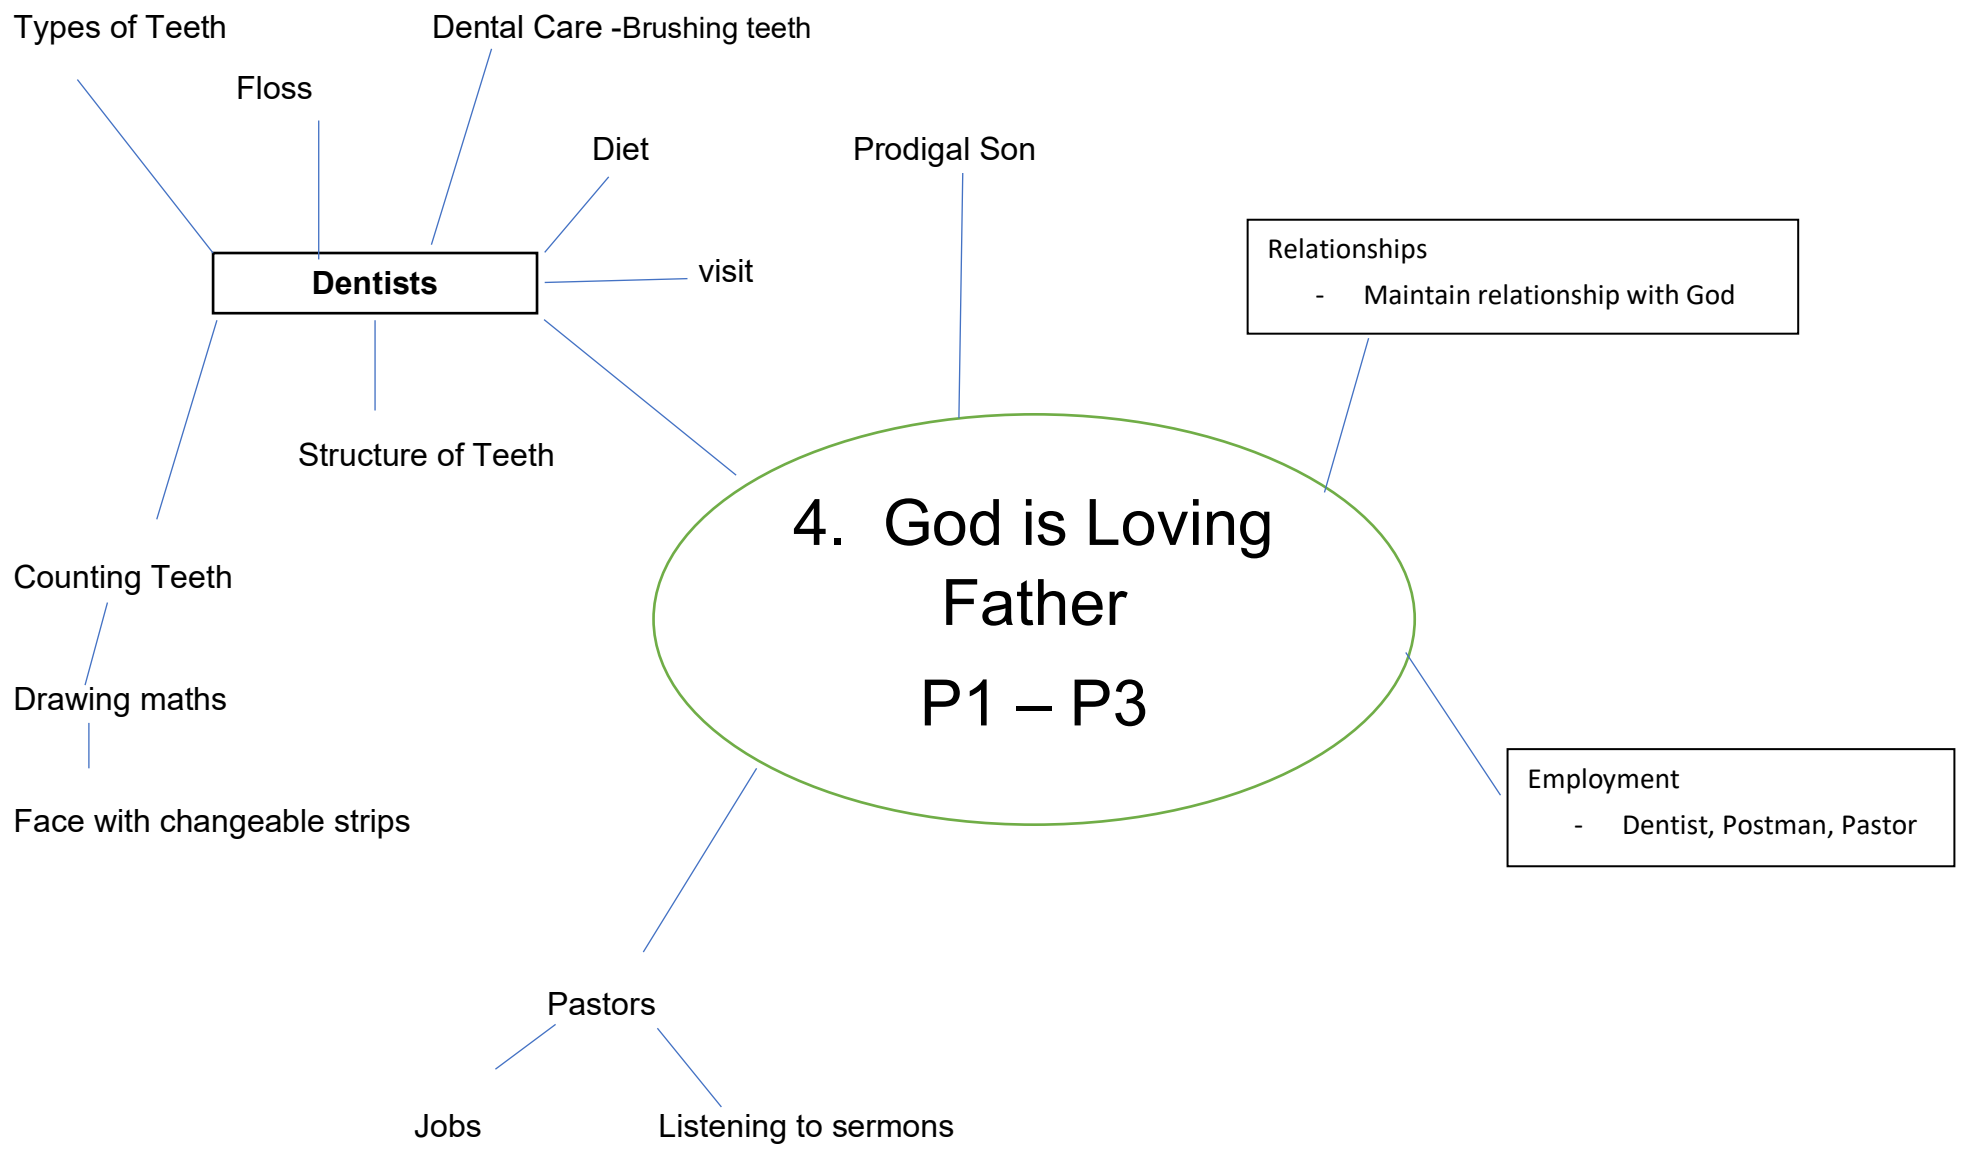 Types of Teeth
Dental Care -Brushing teeth
Floss
Diet
Prodigal Son
Relationships
- Maintain relationship with God
visit
Dentists
Structure of Teeth
4. God is Loving
Father
P1 – P3
Counting Teeth
Drawing maths
Face with changeable strips
Employment
- Dentist, Postman, Pastor
Pastors
Jobs
Listening to sermons